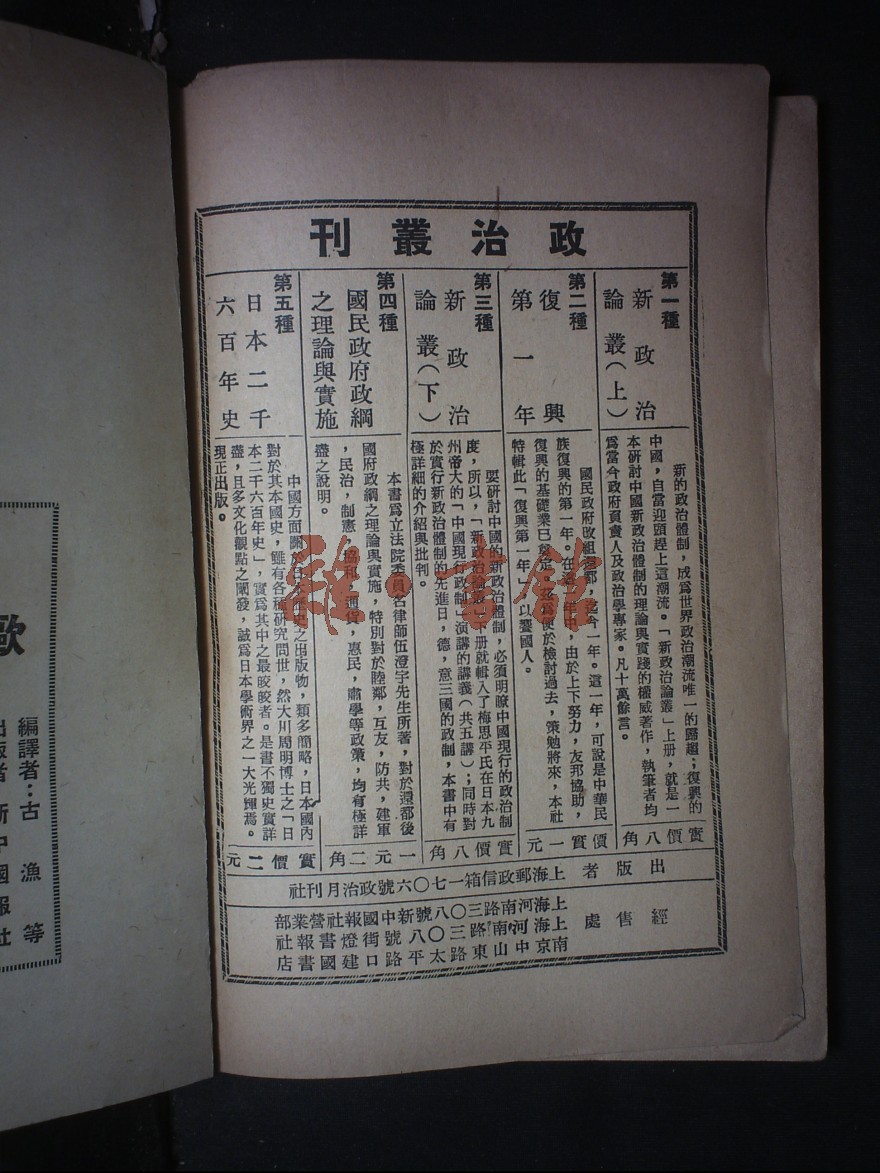 政治叢刊
第一種
新政治
論叢(上)
新的政治體制,成爲世界政治潮流唯一的歸趨;復興的
中國,自當迎頭趕上這潮流。「新政治論叢」上册,就是一
本研討中國新政治體制的理論與實踐的權威著作,執筆者均
爲當今政府負責人及政治學專家。凡十萬餘言。
實價八角
第二種
復興
第一年
國民政府改組還都,迄今一年。這一年,可說是中華民
族復興的第一年。在這一年中,由於上下努力,友邦協助,
復興的基礎業已奠定。便於檢討過去,策勉將來,本社
特輯此「復興第一年」,以饗國人。
實價一元
第三種
新政治
論叢(下)
要研討中國的新政治體制,必須明瞭中國現行的政治制
度,所以,「新政治論叢」下册就輯入了梅思平氏在日本九
州帝大的「中國現行政制」演講的講義(共五講);同時對
於實行新政治體制的先進日,德,意三國的政制,本書中有
極詳細的介紹與批判。
實價八角
第四種
國民政府政綱
之理論與實施
本書爲立法院委員名律師伍澄宇先生所著,對於還都後
國府政綱之理論與實施,特別對於睦鄰,互友,防共,建軍
,民治,制憲,協和,通貨,惠民,肅學等政策,均有極詳
盡之說明。
一元二角
第五種
日本二千
六百年史
中國方面關於日本歷史之出版物,類多簡略,日本國內
對於其本國史,雖有各種研究問世,然大川周明博士之「日
本二千六百年史」,實爲其中之最皎皎者。是書不獨史實詳
盡,且多文化觀點之闡發,誠爲日本學術界之一大光輝焉。
現正出版。
實價二元
出版者 上海郵政信箱一七〇六號政治月刊社
經售處
上海河南路三〇八號新中國報社營業部
上海河南路三〇八號街燈書報社
南京中山東路太平路口建國書店
歌
編譯者:古漁等
出版者 新中國報社